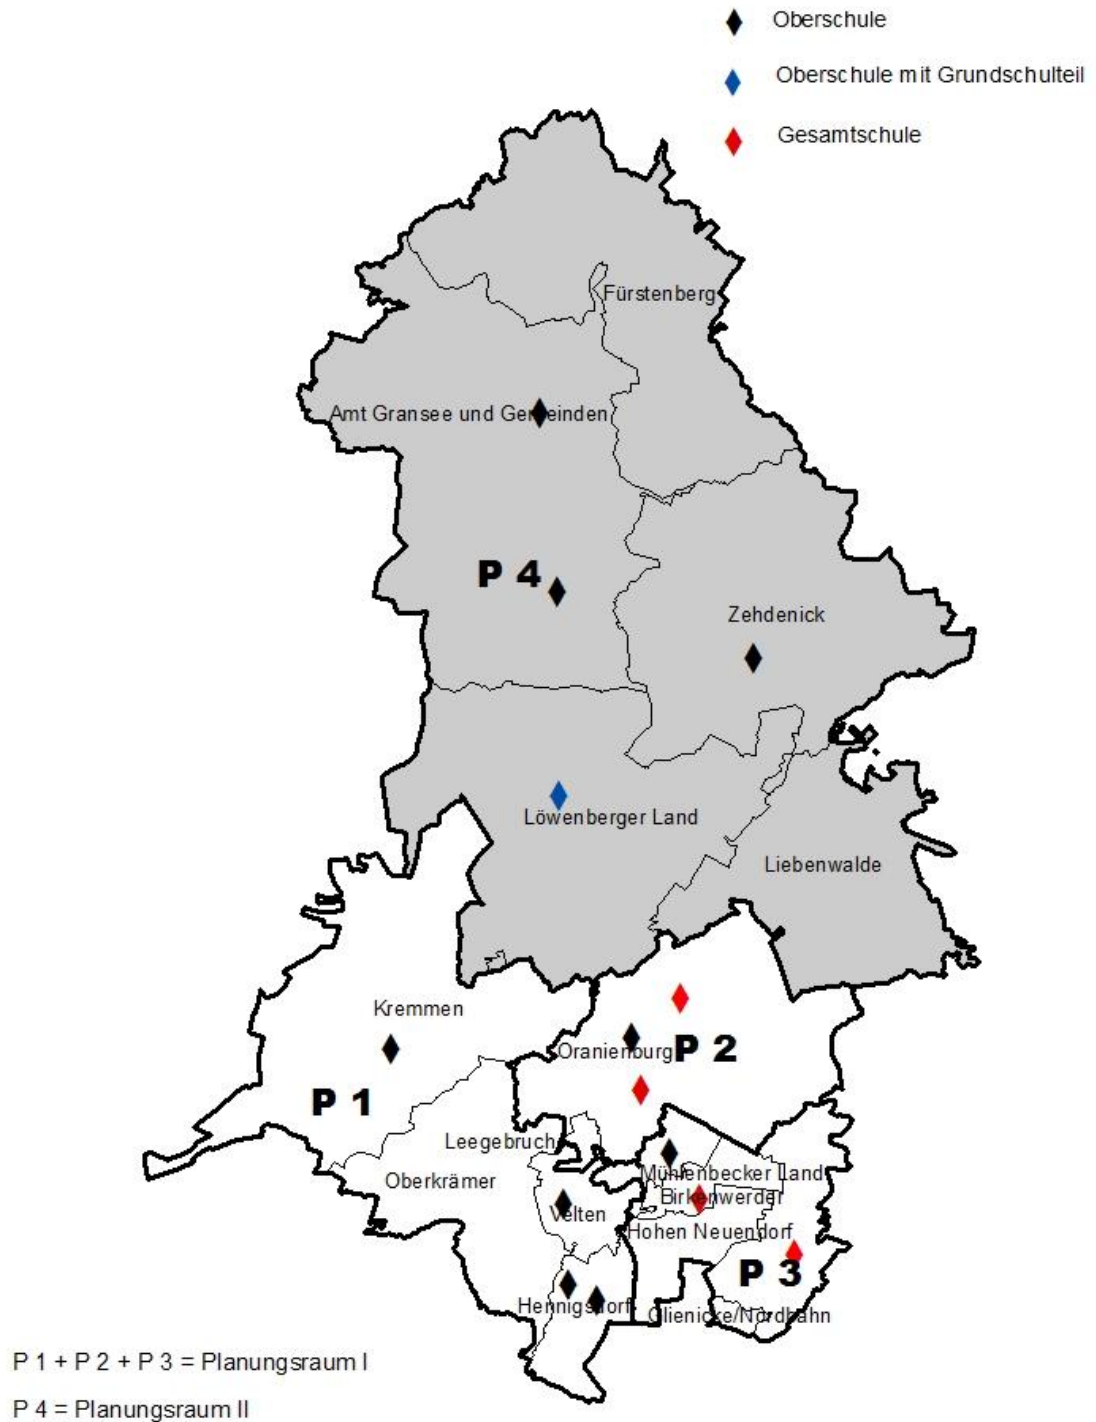 Oberschule
Oberschule mit Grundschulteil
Gesamtschule
Fürstenberg
Amt Gransee und Gemeinden
P 4
Zehdenick
Löwenberger Land
Liebenwalde
Kremmen
Oranienburg
P 2
P 1
Leegebruch
Mühlenbecker Land
Oberkrämer
Birkenwerder
Velten
Hohen Neuendorf
P 3
Hennigsdorf
Glienicke/Nordbahn
P 1 + P 2 + P 3 = Planungsraum I
P 4 = Planungsraum II